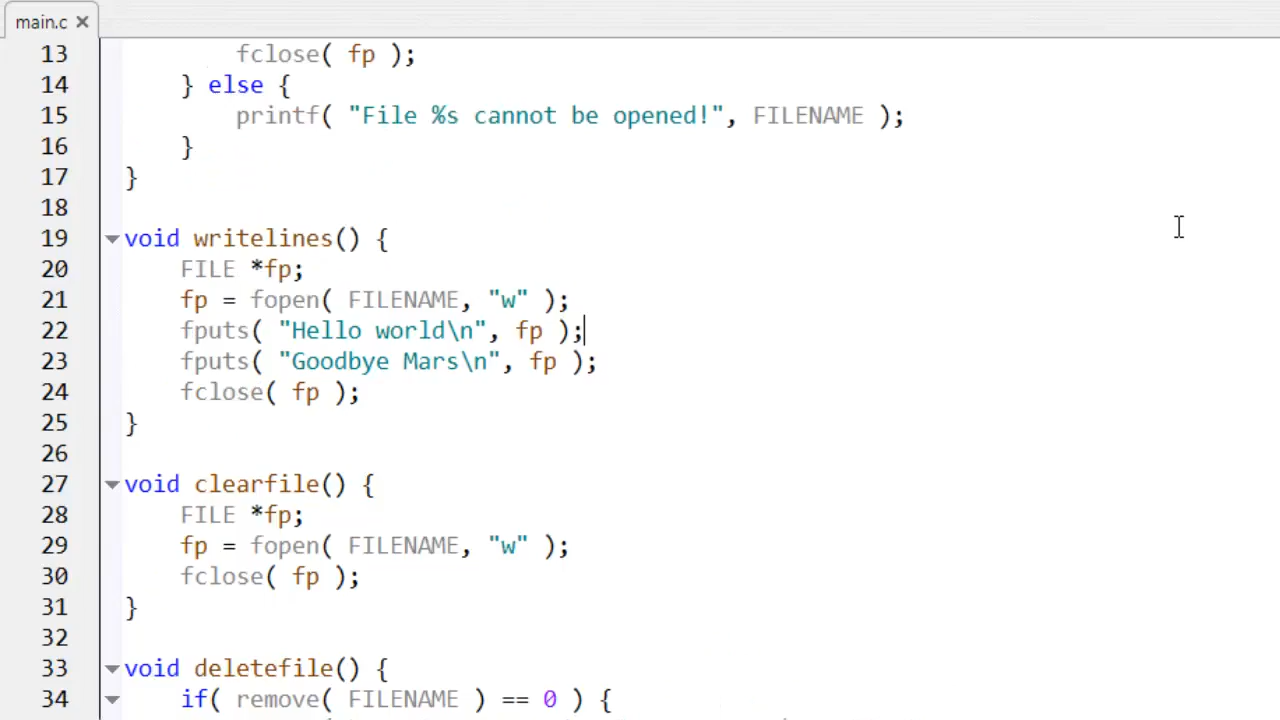 main.c
13 fclose( fp );
14 } else {
15 printf( "File %s cannot be opened!", FILENAME );
16 }
17 }
18
19 void writelines() {
20 FILE *fp;
21 fp = fopen( FILENAME, "w" );
22 fputs( "Hello world\n", fp );
23 fputs( "Goodbye Mars\n", fp );
24 fclose( fp );
25 }
26
27 void clearfile() {
28 FILE *fp;
29 fp = fopen( FILENAME, "w" );
30 fclose( fp );
31 }
32
33 void deletefile() {
34 if( remove( FILENAME ) == 0 ) {